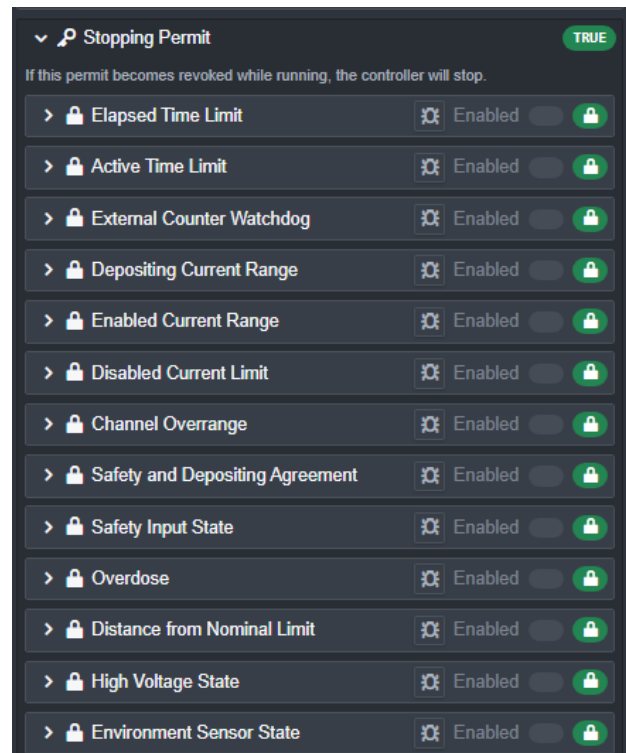 Stopping Permit TRUE
If this permit becomes revoked while running, the controller will stop.
Elapsed Time Limit Enabled
Active Time Limit Enabled
External Counter Watchdog Enabled
Depositing Current Range Enabled
Enabled Current Range Enabled
Disabled Current Limit Enabled
Channel Overrange Enabled
Safety and Depositing Agreement Enabled
Safety Input State Enabled
Overdose Enabled
Distance from Nominal Limit Enabled
High Voltage State Enabled
Environment Sensor State Enabled